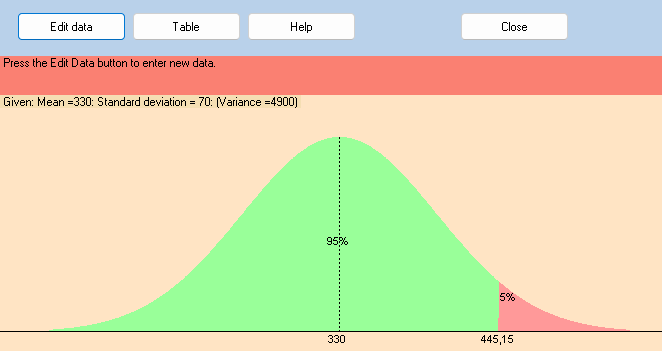 Edit data Table Help Close
Press the Edit Data button to enter new data.
Given: Mean =330: Standard deviation = 70: (Variance =4900)
95%
5%
330 445,15